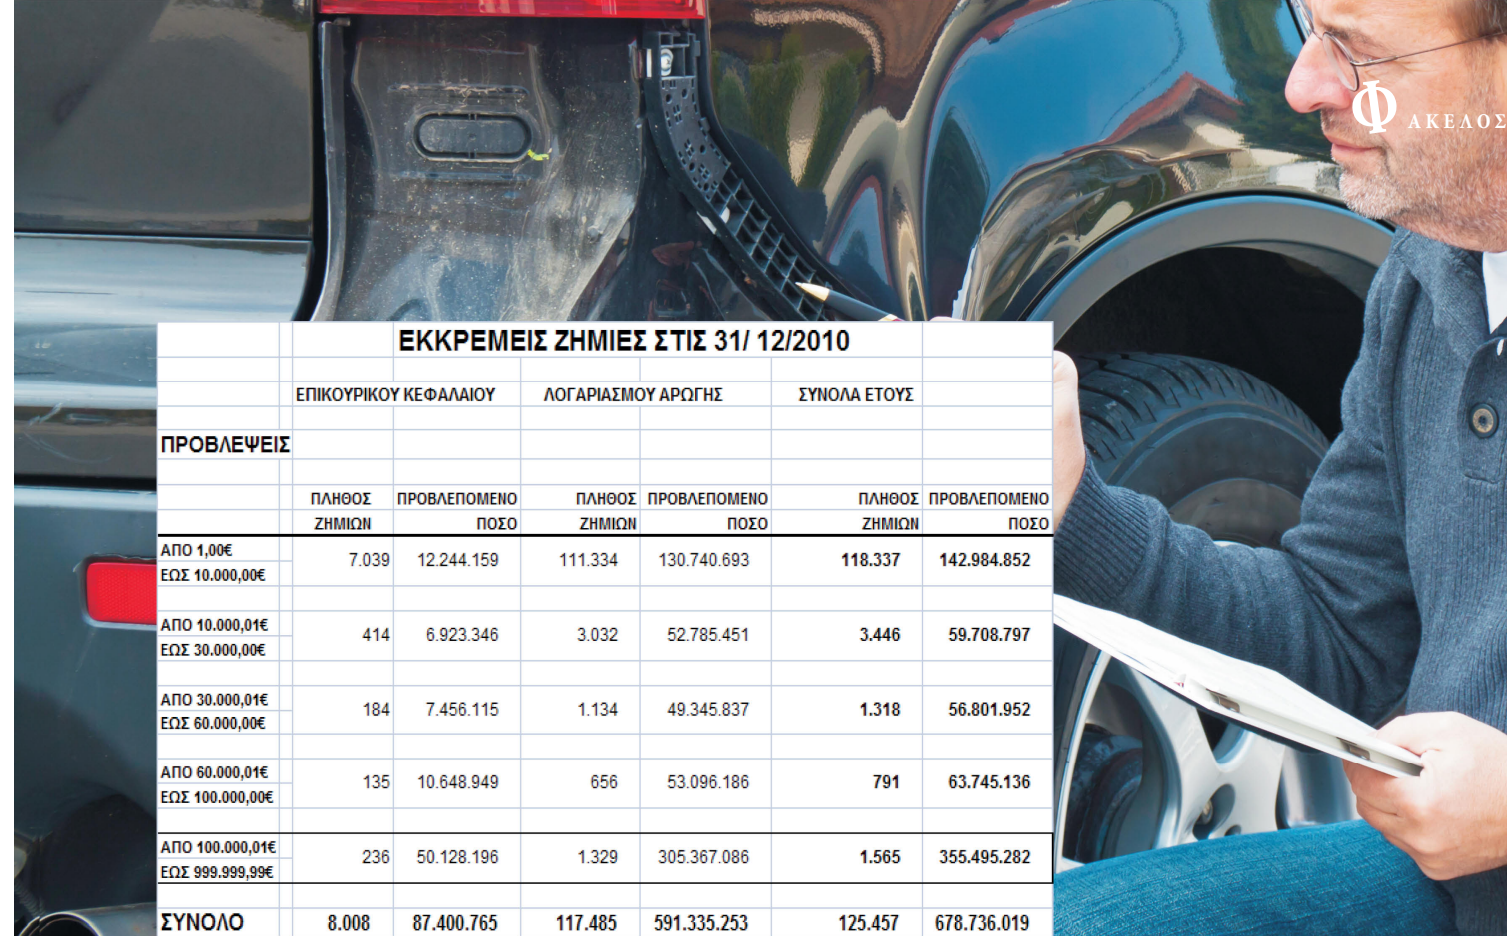 Φ ΑΚΕΛΟΣ
ΕΚΚΡΕΜΕΙΣ ΖΗΜΙΕΣ ΣΤΙΣ 31/ 12/2010
ΕΠΙΚΟΥΡΙΚΟΥ ΚΕΦΑΛΑΙΟΥ ΛΟΓΑΡΙΑΣΜΟΥ ΑΡΩΓΗΣ ΣΥΝΟΛΑ ΕΤΟΥΣ
ΠΡΟΒΛΕΨΕΙΣ
ΠΛΗΘΟΣ ΠΡΟΒΛΕΠΟΜΕΝΟ ΠΛΗΘΟΣ ΠΡΟΒΛΕΠΟΜΕΝΟ ΠΛΗΘΟΣ ΠΡΟΒΛΕΠΟΜΕΝΟ
ΖΗΜΙΩΝ ΠΟΣΟ ΖΗΜΙΩΝ ΠΟΣΟ ΖΗΜΙΩΝ ΠΟΣΟ
ΑΠΟ 1,00€
7.039 12.244.159 111.334 130.740.693 118.337 142.984.852
ΕΩΣ 10.000,00€
ΑΠΟ 10.000,01€
414 6.923.346 3.032 52.785.451 3.446 59.708.797
ΕΩΣ 30.000,00€
ΑΠΟ 30.000,01€
184 7.456.115 1.134 49.345.837 1.318 56.801.952
ΕΩΣ 60.000,00€
ΑΠΟ 60.000,01€
135 10.648.949 656 53.096.186 791 63.745.136
ΕΩΣ 100.000,00€
ΑΠΟ 100.000,01€
236 50.128.196 1.329 305.367.086 1.565 355.495.282
ΕΩΣ 999.999,99€
ΣΥΝΟΛΟ 8.008 87.400.765 117.485 591.335.253 125.457 678.736.019